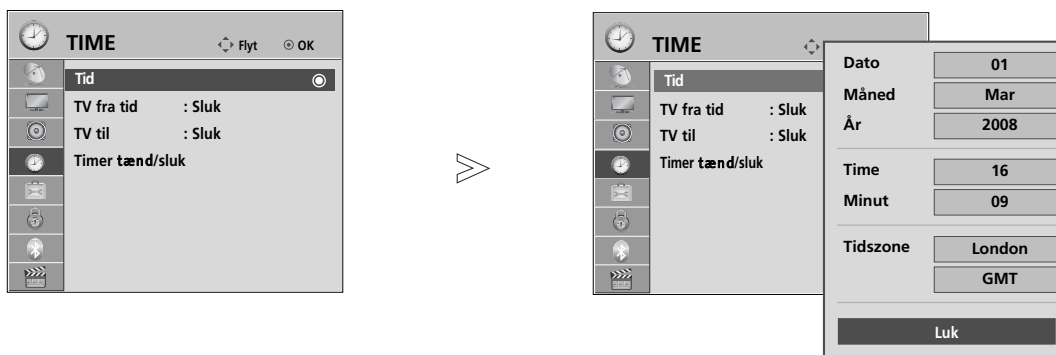 TIME Flyt OK
Tid
TV fra tid : Sluk
TV til : Sluk
Timer tænd/sluk
>
TIME
Tid
TV fra tid : Sluk
TV til : Sluk
Timer tænd/sluk
Dato 01
Måned Mar
År 2008
Time 16
Minut 09
Tidszone London
GMT
Luk